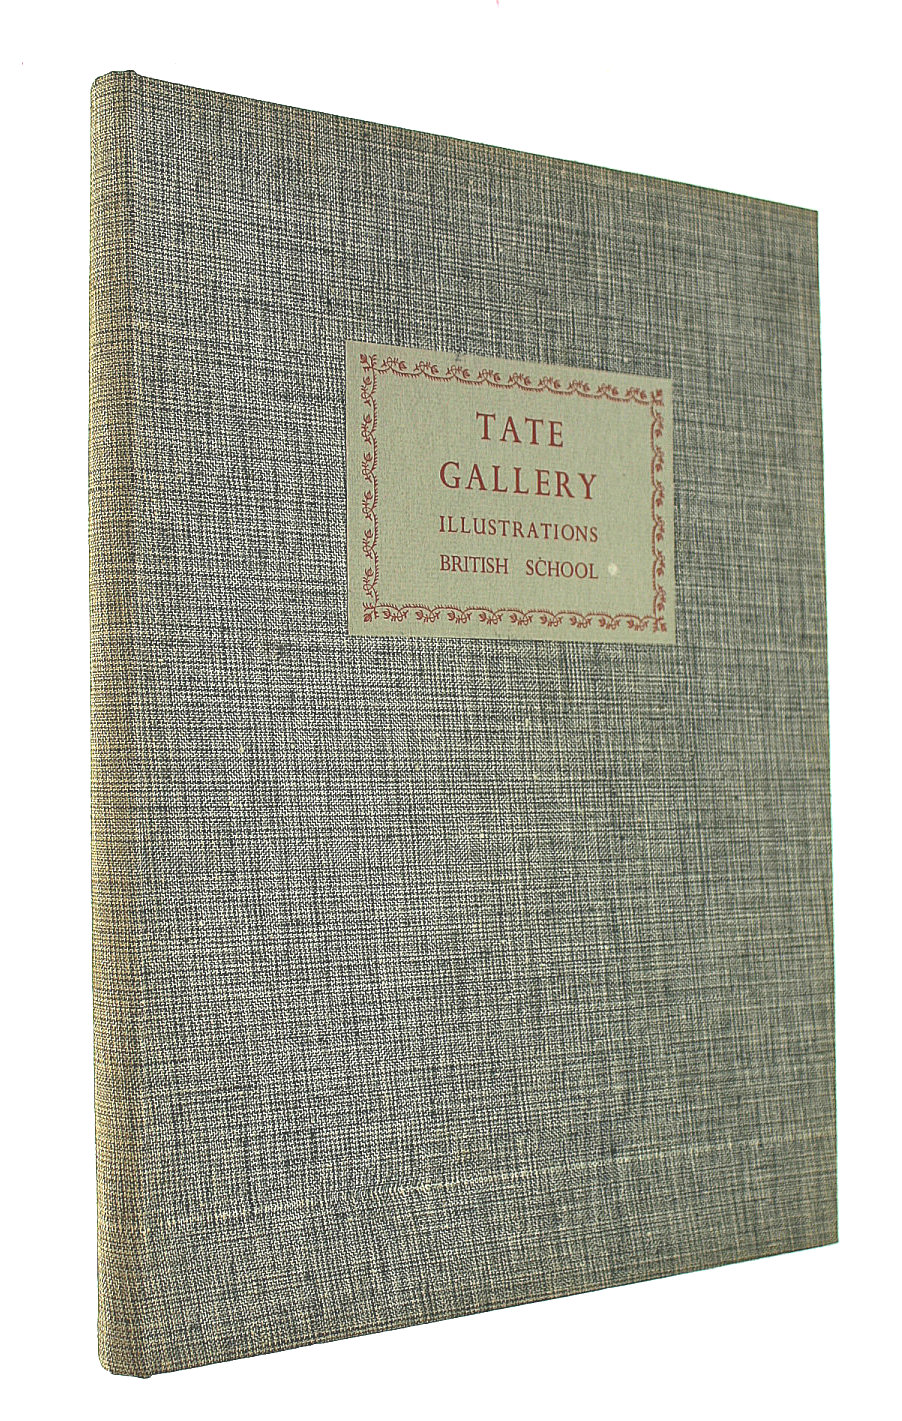 TATE
GALLERY
ILLUSTRATIONS
BRITISH SCHOOL